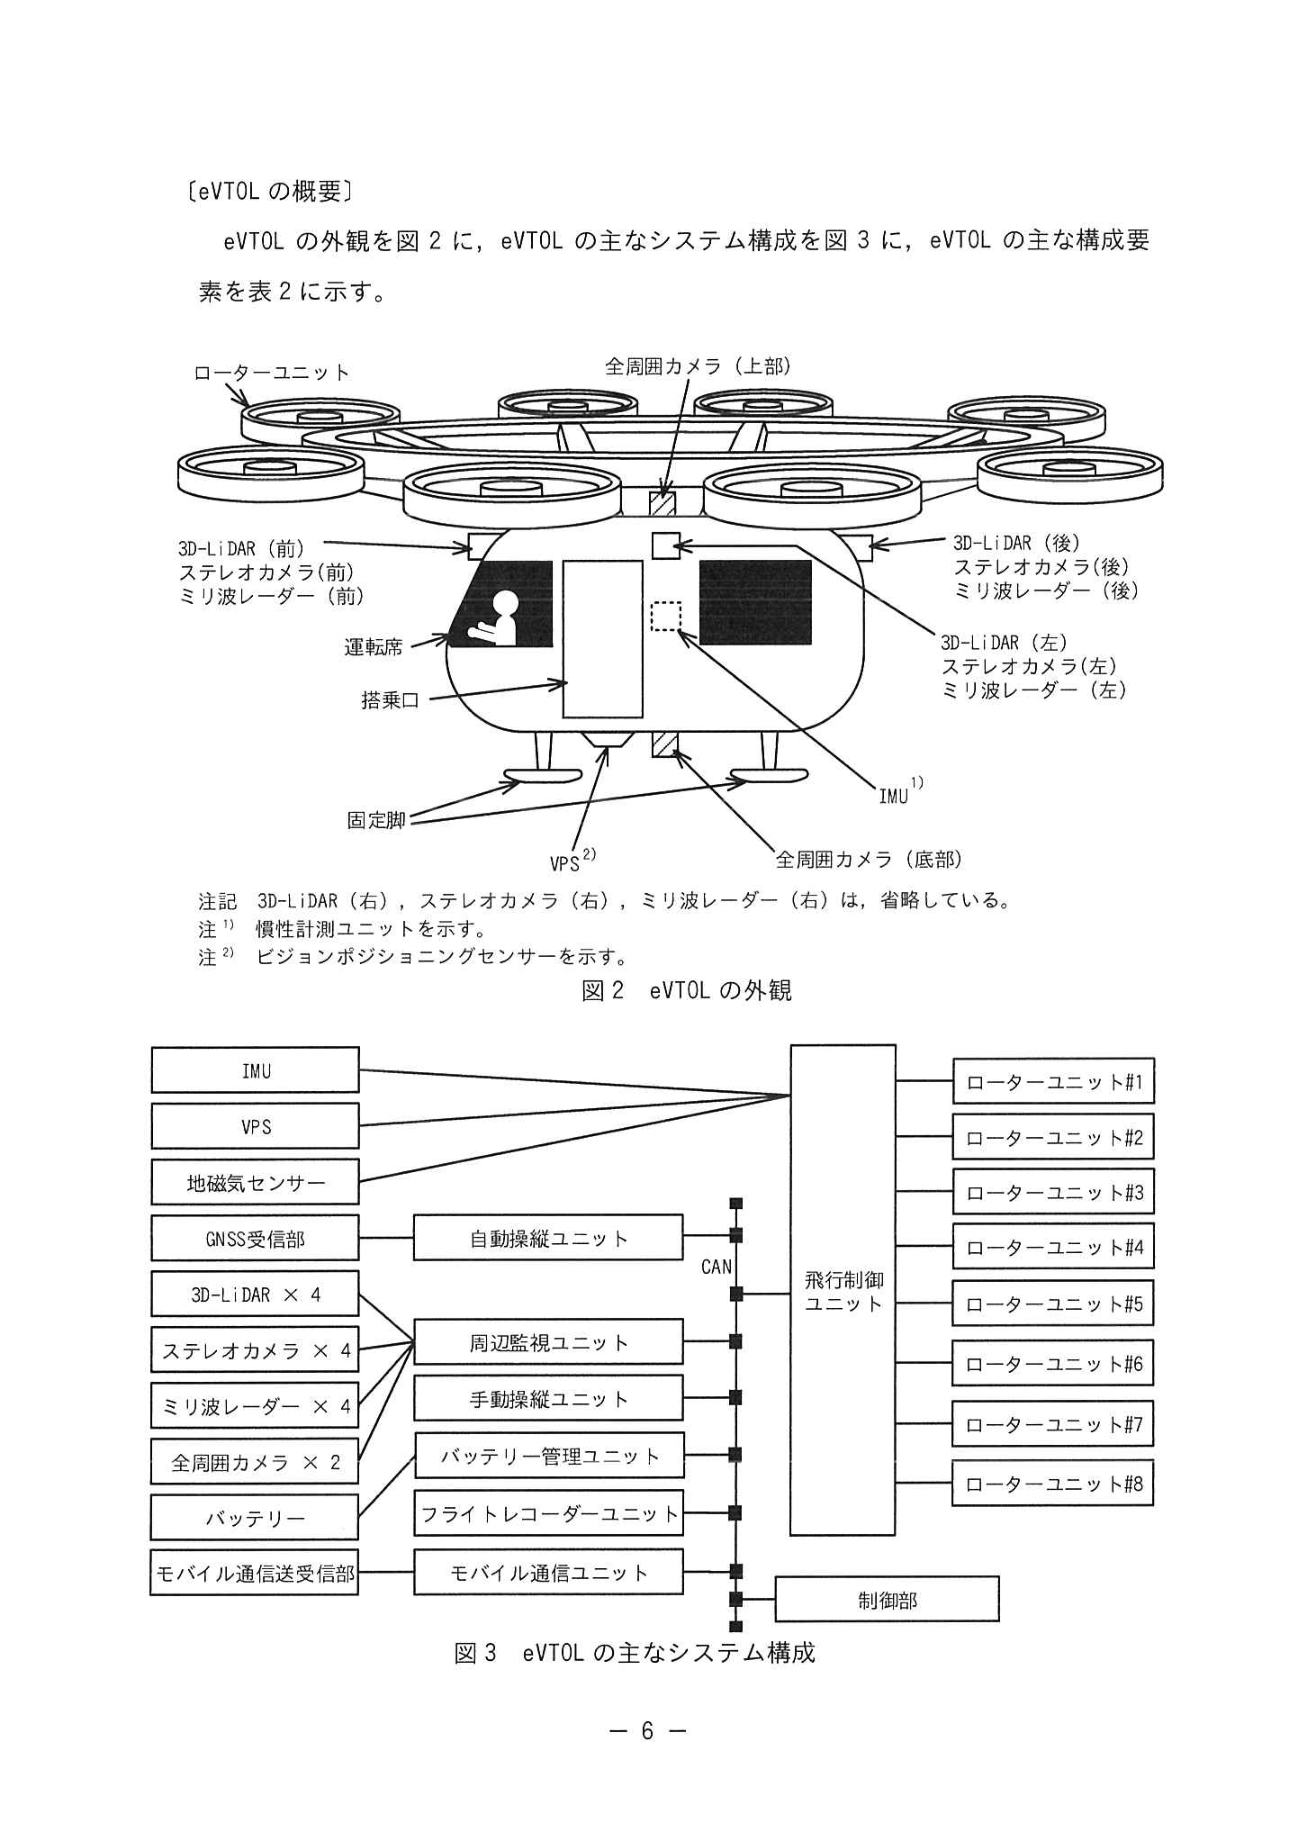 〔eVTOL の概要〕
eVTOL の外観を図 2 に，eVTOL の主なシステム構成を図 3 に，eVTOL の主な構成要
素を表 2 に示す。
ローターユニット
全周囲カメラ（上部）
3D-LiDAR（前）
ステレオカメラ(前)
ミリ波レーダー（前）
3D-LiDAR（後）
ステレオカメラ(後)
ミリ波レーダー（後）
運転席
3D-LiDAR（左）
ステレオカメラ(左)
ミリ波レーダー（左）
搭乗口
IMU1)
固定脚
VPS2)
全周囲カメラ（底部）
注記　3D-LiDAR（右），ステレオカメラ（右），ミリ波レーダー（右）は，省略している。
注1)　慣性計測ユニットを示す。
注2)　ビジョンポジショニングセンサーを示す。
図 2　eVTOL の外観
IMU
VPS
地磁気センサー
GNSS受信部
3D-LiDAR × 4
ステレオカメラ × 4
ミリ波レーダー × 4
全周囲カメラ × 2
バッテリー
モバイル通信送受信部
自動操縦ユニット
周辺監視ユニット
手動操縦ユニット
バッテリー管理ユニット
フライトレコーダーユニット
モバイル通信ユニット
CAN
飛行制御
ユニット
制御部
ローターユニット#1
ローターユニット#2
ローターユニット#3
ローターユニット#4
ローターユニット#5
ローターユニット#6
ローターユニット#7
ローターユニット#8
図 3　eVTOL の主なシステム構成
－ 6 －